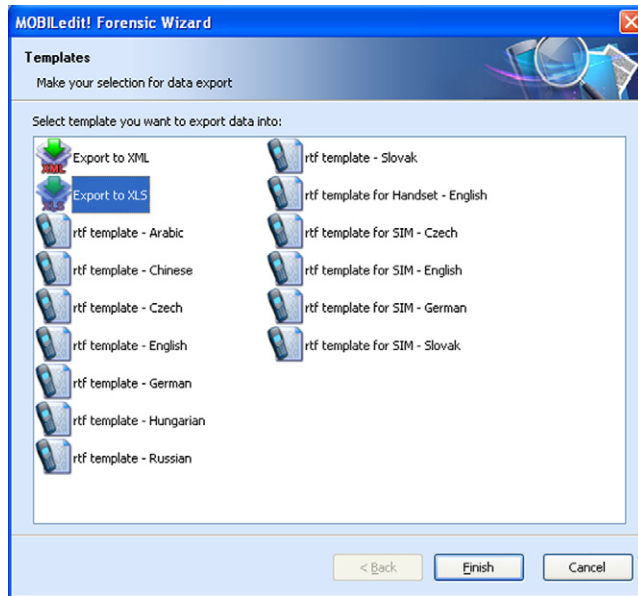 MOBILedit! Forensic Wizard
Templates
Make your selection for data export
Select template you want to export data into:
XML
Export to XML
XLS
Export to XLS
rtf template - Arabic
rtf template - Chinese
rtf template - Czech
rtf template - English
rtf template - German
rtf template - Hungarian
rtf template - Russian
rtf template - Slovak
rtf template for Handset - English
rtf template for SIM - Czech
rtf template for SIM - English
rtf template for SIM - German
rtf template for SIM - Slovak
< Back
Finish
Cancel